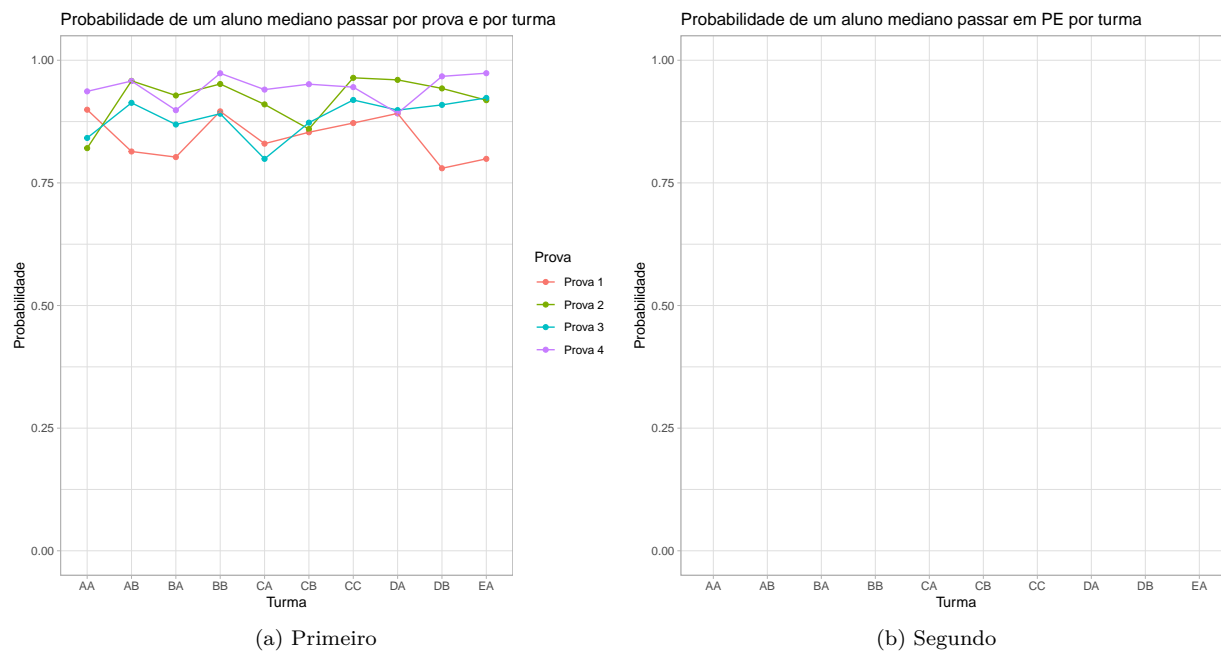 Probabilidade de um aluno mediano passar por prova e por turma
1.00
0.75
0.50
0.25
0.00
Probabilidade
AA AB BA BB CA CB CC DA DB EA
Turma
Prova
Prova 1
Prova 2
Prova 3
Prova 4
(a) Primeiro
Probabilidade de um aluno mediano passar em PE por turma
1.00
0.75
0.50
0.25
0.00
Probabilidade
AA AB BA BB CA CB CC DA DB EA
Turma
(b) Segundo